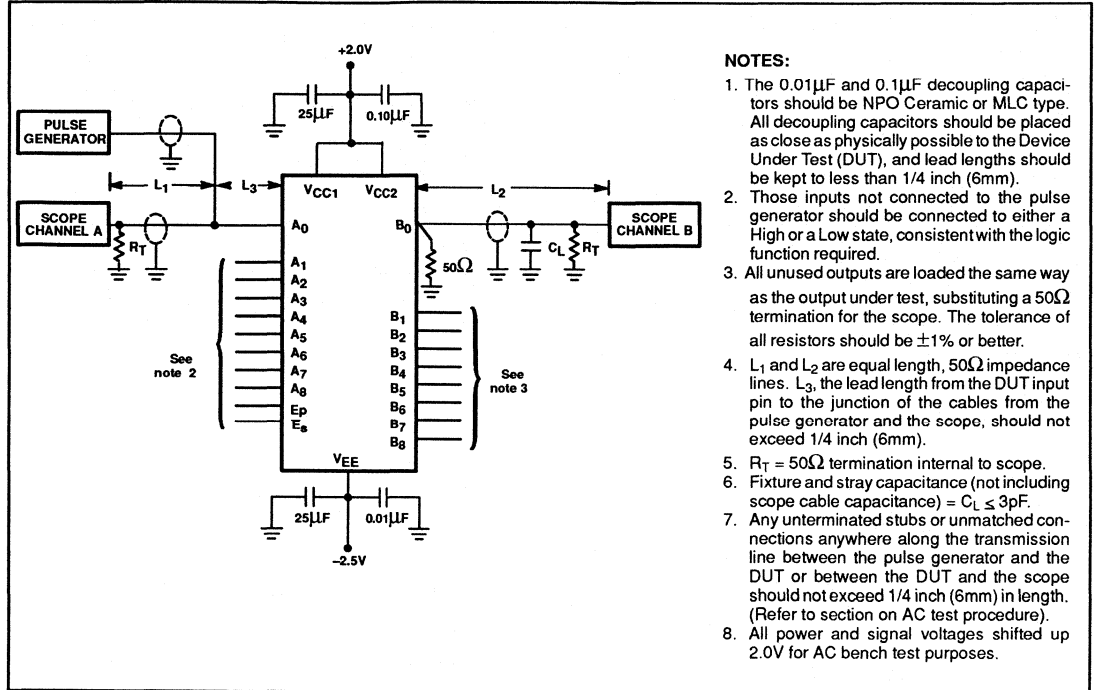 +2.0V
25μF
0.10μF
PULSE
GENERATOR
L1
L3
L2
VCC1
VCC2
SCOPE
CHANNEL A
RT
A0
B0
CL
RT
SCOPE
CHANNEL B
50Ω
A1
A2
A3
A4
A5
A6
A7
A8
Ep
E̅s
See
note 2
B1
B2
B3
B4
B5
B6
B7
B8
See
note 3
VEE
25μF
0.01μF
–2.5V
NOTES:
1. The 0.01μF and 0.1μF decoupling capaci-
tors should be NPO Ceramic or MLC type.
All decoupling capacitors should be placed
as close as physically possible to the Device
Under Test (DUT), and lead lengths should
be kept to less than 1/4 inch (6mm).
2. Those inputs not connected to the pulse
generator should be connected to either a
High or a Low state, consistent with the logic
function required.
3. All unused outputs are loaded the same way
as the output under test, substituting a 50Ω
termination for the scope. The tolerance of
all resistors should be ±1% or better.
4. L1 and L2 are equal length, 50Ω impedance
lines. L3, the lead length from the DUT input
pin to the junction of the cables from the
pulse generator and the scope, should not
exceed 1/4 inch (6mm).
5. RT = 50Ω termination internal to scope.
6. Fixture and stray capacitance (not including
scope cable capacitance) = CL ≤ 3pF.
7. Any unterminated stubs or unmatched con-
nections anywhere along the transmission
line between the pulse generator and the
DUT or between the DUT and the scope
should not exceed 1/4 inch (6mm) in length.
(Refer to section on AC test procedure).
8. All power and signal voltages shifted up
2.0V for AC bench test purposes.